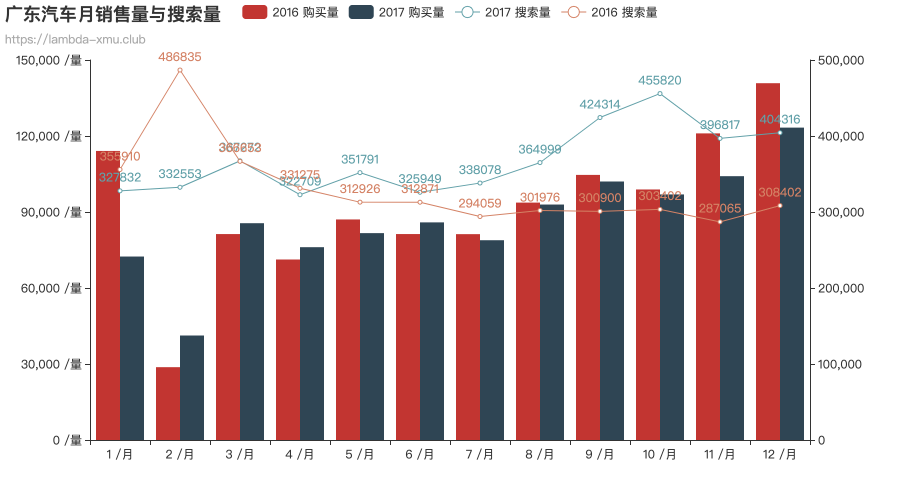 广东汽车月销售量与搜索量
2016 购买量 2017 购买量 2017 搜索量 2016 搜索量
https://lambda-xmu.club
150,000 /量
120,000 /量
90,000 /量
60,000 /量
30,000 /量
0 /量
500,000
400,000
300,000
200,000
100,000
0
355910
486835
331275
312926
312871
294059
301976
300900
303402
287065
308402
327832
332553
322709
351791
325949
338078
364999
424314
455820
396817
404316
1 /月 2 /月 3 /月 4 /月 5 /月 6 /月 7 /月 8 /月 9 /月 10 /月 11 /月 12 /月